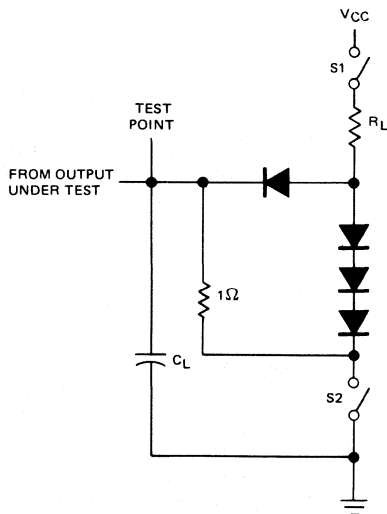 VCC
S1
TEST
POINT
RL
FROM OUTPUT
UNDER TEST
1Ω
CL
S2